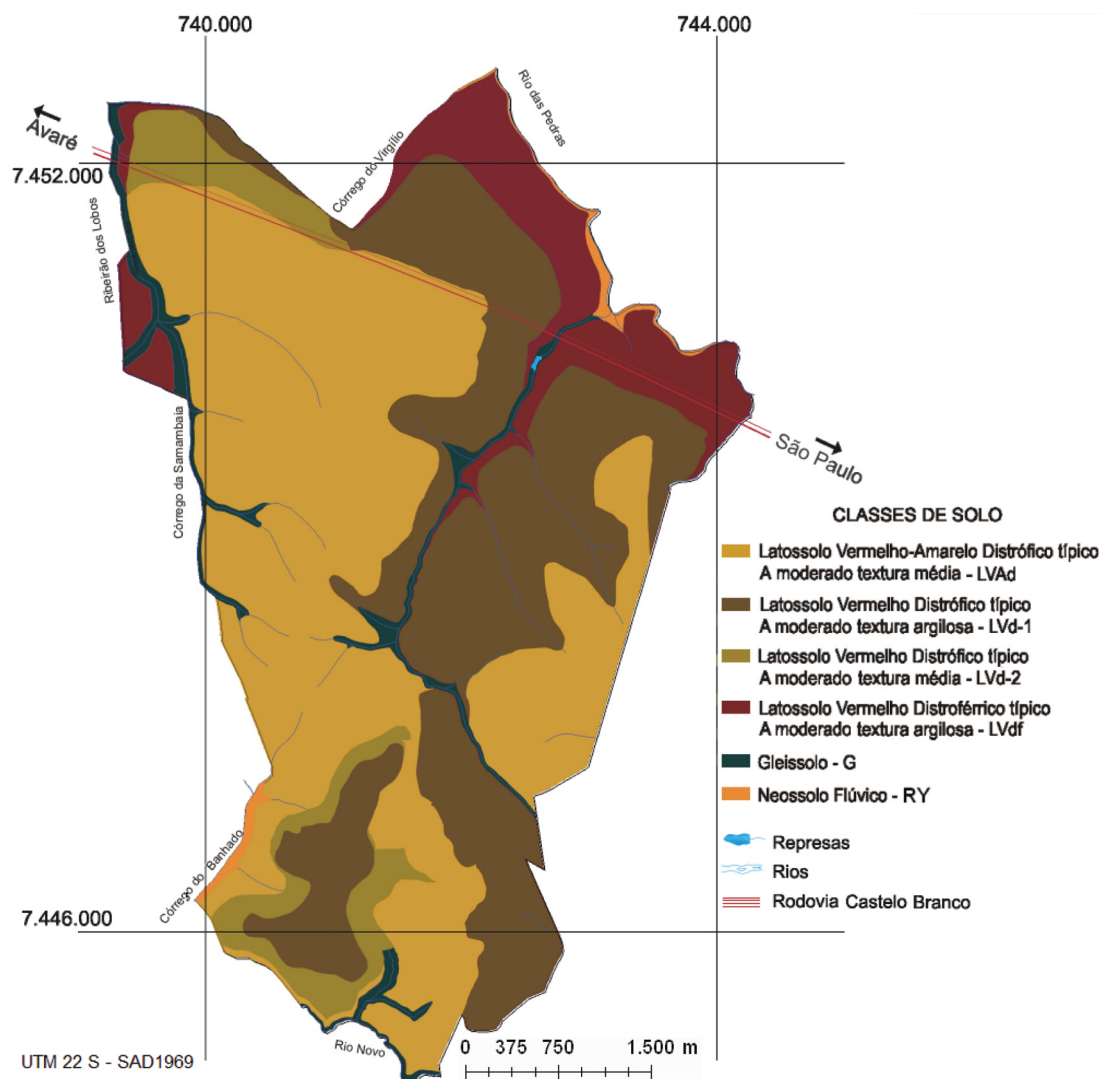 740.000
744.000
Avaré
Rio das Pedras
Córrego do Virgílio
7.452.000
Ribeirão dos Lobos
Córrego da Samambaia
São Paulo
CLASSES DE SOLO
Latossolo Vermelho-Amarelo Distrófico típico
A moderado textura média - LVAd
Latossolo Vermelho Distrófico típico
A moderado textura argilosa - LVd-1
Latossolo Vermelho Distrófico típico
A moderado textura média - LVd-2
Latossolo Vermelho Distroférrico típico
A moderado textura argilosa - LVdf
Gleissolo - G
Neossolo Flúvico - RY
Represas
Rios
Rodovia Castelo Branco
Córrego do Banhado
7.446.000
Rio Novo
UTM 22 S - SAD1969
0 375 750 1.500 m